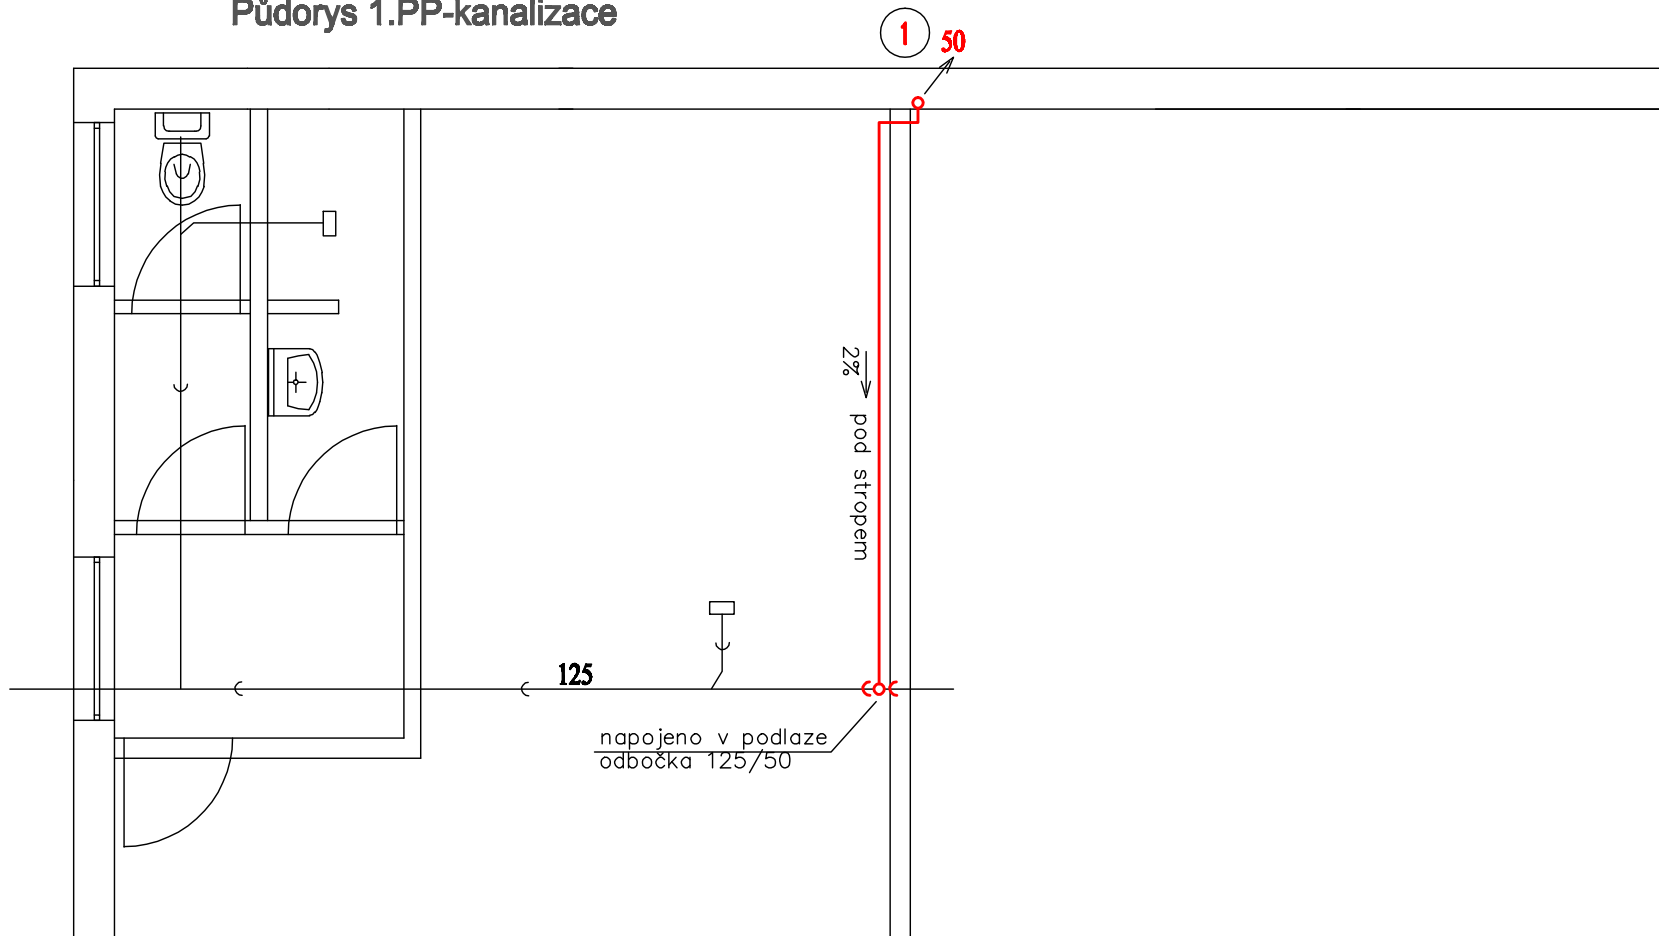 Půdorys 1.PP-kanalizace
1
50
2%
pod stropem
125
napojeno v podlaze
odbočka 125/50